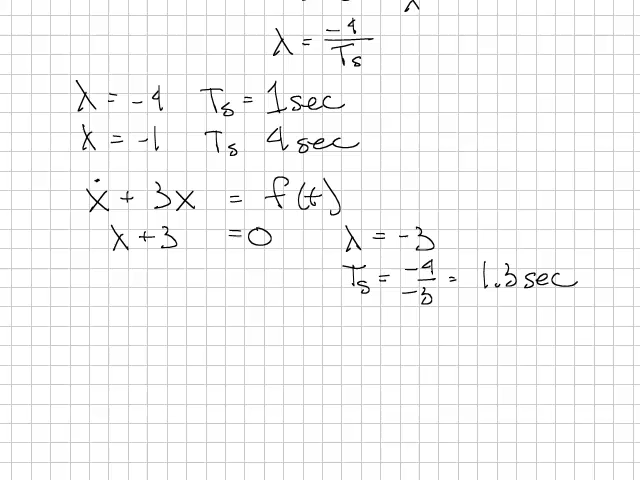 λ
λ = -4/Ts
λ = -4 Ts = 1 sec
λ = -1 Ts 4 sec
ẋ + 3x = f(t)
λ + 3 = 0 λ = -3
Ts = -4/-3 = 1.3 sec